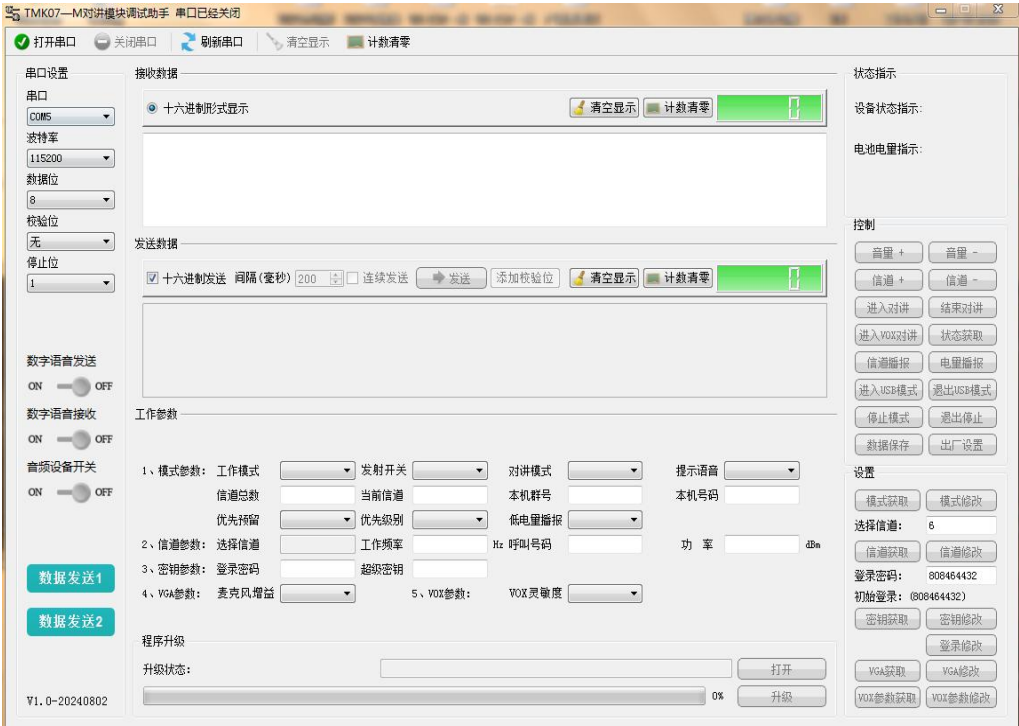 TMK07—M对讲模块调试助手 串口已经关闭
打开串口 关闭串口 刷新串口 清空显示 计数清零
串口设置
串口
COM5
波特率
115200
数据位
8
校验位
无
停止位
1
数字语音发送
ON OFF
数字语音接收
ON OFF
音频设备开关
ON OFF
数据发送1
数据发送2
V1.0-20240802
接收数据
十六进制形式显示 清空显示 计数清零 0
发送数据
十六进制发送 间隔(毫秒) 200 连续发送 发送 添加校验位 清空显示 计数清零 0
工作参数
1、模式参数: 工作模式 发射开关 对讲模式 提示语音
信道总数 当前信道 本机群号 本机号码
优先预留 优先级别 低电里播报
2、信道参数: 选择信道 工作频率 Hz 呼叫号码 功 率 dBm
3、密钥参数: 登录密码 超级密钥
4、VGA参数: 麦克风增益 5、VOX参数: VOX灵敏度
程序升级
升级状态: 打开
0% 升级
状态指示
设备状态指示:
电池电量指示:
控制
音里 + 音里 -
信道 + 信道 -
进入对讲 结束对讲
进入VOX对讲 状态获取
信道播报 电里播报
进入USB模式 退出USB模式
停止模式 退出停止
数据保存 出厂设置
设置
模式获取 模式修改
选择信道: 6
信道获取 信道修改
登录密码: 808464432
初始登录: (808464432)
密钥获取 密钥修改
登录修改
VGA获取 VGA修改
VOX参数获取 VOX参数修改